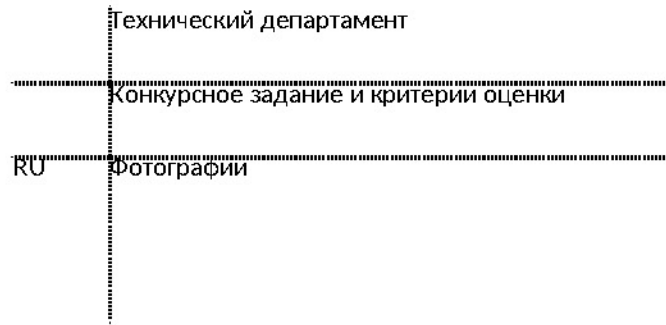 Технический департамент
Конкурсное задание и критерии оценки
RU Фотографии